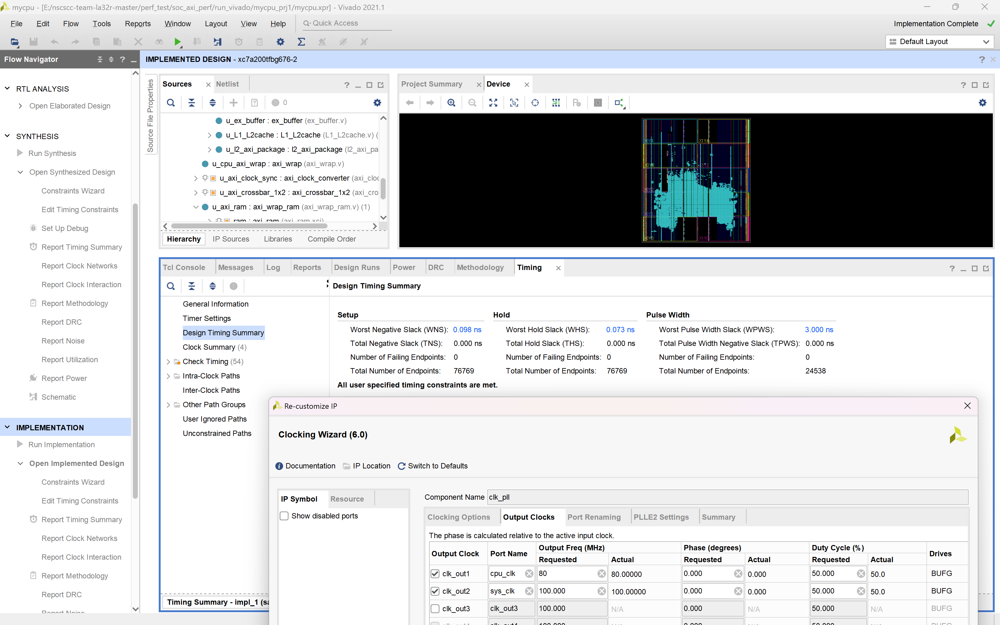 mycpu - [E:/nscscc-team-la32r-master/perf_test/soc_axi_perf/run_vivado/mycpu_prj1/mycpu.xpr] - Vivado 2021.1
File Edit Flow Tools Reports Window Layout View Help Quick Access
Implementation Complete
Default Layout
Flow Navigator
IMPLEMENTED DESIGN - xc7a200tfbg676-2
RTL ANALYSIS
Open Elaborated Design
SYNTHESIS
Run Synthesis
Open Synthesized Design
Constraints Wizard
Edit Timing Constraints
Set Up Debug
Report Timing Summary
Report Clock Networks
Report Clock Interaction
Report Methodology
Report DRC
Report Noise
Report Utilization
Report Power
Schematic
IMPLEMENTATION
Run Implementation
Open Implemented Design
Constraints Wizard
Edit Timing Constraints
Report Timing Summary
Report Clock Networks
Report Clock Interaction
Report Methodology
Report DRC
Report Noise
Source File Properties
Sources Netlist
0
u_ex_buffer : ex_buffer (ex_buffer.v)
u_L1_L2cache : L1_L2cache (L1_L2cache.v) (
u_l2_axi_package : l2_axi_package (l2_axi_pa
u_cpu_axi_wrap : axi_wrap (axi_wrap.v)
u_axi_clock_sync : axi_clock_converter (axi_cloc
u_axi_crossbar_1x2 : axi_crossbar_1x2 (axi_cro
u_axi_ram : axi_wrap_ram (axi_wrap_ram.v) (1)
ram : axi_ram (axi_ram.xci)
Hierarchy IP Sources Libraries Compile Order
Project Summary Device
X0Y4 X1Y4
X0Y2
X0Y0 X1Y0
Tcl Console Messages Log Reports Design Runs Power DRC Methodology Timing
Design Timing Summary
General Information
Timer Settings
Design Timing Summary
Clock Summary (4)
Check Timing (54)
Intra-Clock Paths
Inter-Clock Paths
Other Path Groups
User Ignored Paths
Unconstrained Paths
Setup Hold Pulse Width
Worst Negative Slack (WNS): 0.098 ns Worst Hold Slack (WHS): 0.073 ns Worst Pulse Width Slack (WPWS): 3.000 ns
Total Negative Slack (TNS): 0.000 ns Total Hold Slack (THS): 0.000 ns Total Pulse Width Negative Slack (TPWS): 0.000 ns
Number of Failing Endpoints: 0 Number of Failing Endpoints: 0 Number of Failing Endpoints: 0
Total Number of Endpoints: 76769 Total Number of Endpoints: 76769 Total Number of Endpoints: 24538
All user specified timing constraints are met.
Timing Summary - impl_1 (sa
Re-customize IP
Clocking Wizard (6.0)
Documentation IP Location Switch to Defaults
IP Symbol Resource
Show disabled ports
Component Name clk_pll
Clocking Options Output Clocks Port Renaming PLLE2 Settings Summary
The phase is calculated relative to the active input clock.
Output Clock Port Name Output Freq (MHz) Phase (degrees) Duty Cycle (%) Drives
Requested Actual Requested Actual Requested Actual
clk_out1 cpu_clk 80 80.00000 0.000 0.000 50.000 50.0 BUFG
clk_out2 sys_clk 100.000 100.00000 0.000 0.000 50.000 50.0 BUFG
clk_out3 clk_out3 100.000 N/A 0.000 N/A 50.000 N/A BUFG
clk_out4 clk_out4 100.000 N/A 0.000 N/A 50.000 N/A BUFG